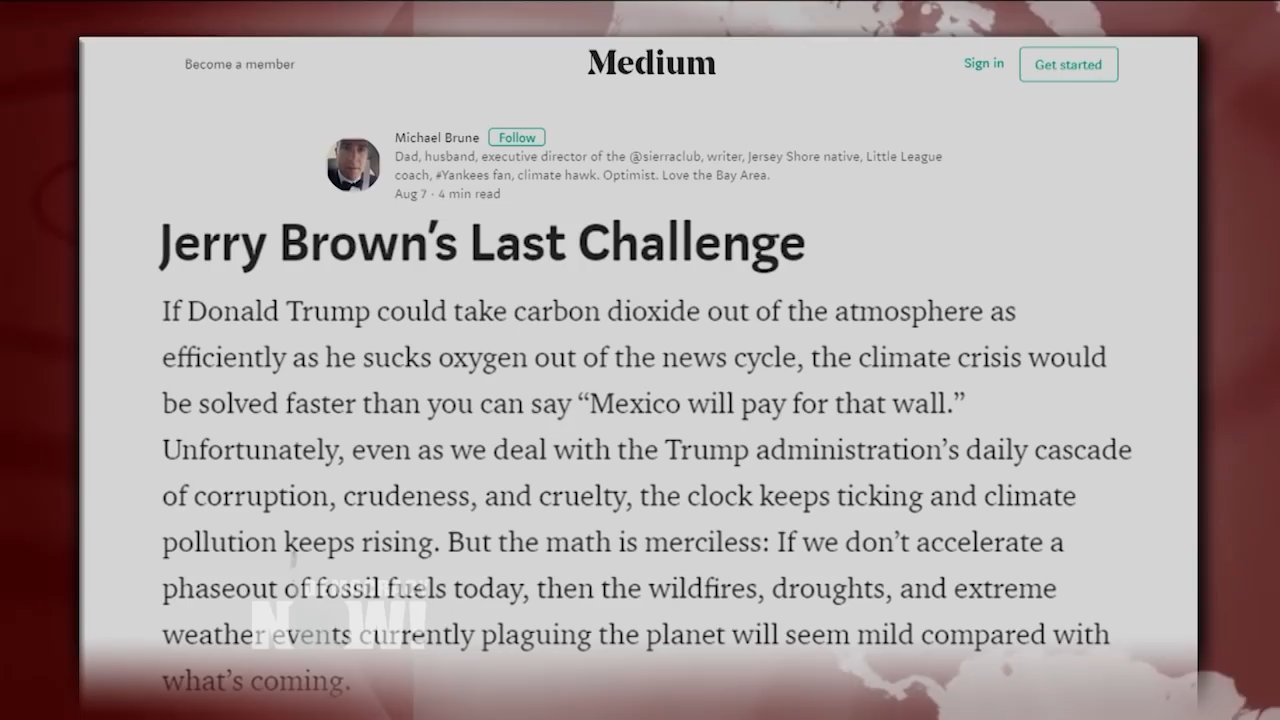 Become a member
Medium
Sign in
Get started
Michael Brune Follow
Dad, husband, executive director of the @sierraclub, writer, Jersey Shore native, Little League
coach, #Yankees fan, climate hawk. Optimist. Love the Bay Area.
Aug 7 · 4 min read
Jerry Brown’s Last Challenge
If Donald Trump could take carbon dioxide out of the atmosphere as
efficiently as he sucks oxygen out of the news cycle, the climate crisis would
be solved faster than you can say “Mexico will pay for that wall.”
Unfortunately, even as we deal with the Trump administration’s daily cascade
of corruption, crudeness, and cruelty, the clock keeps ticking and climate
pollution keeps rising. But the math is merciless: If we don’t accelerate a
phaseout of fossil fuels today, then the wildfires, droughts, and extreme
weather events currently plaguing the planet will seem mild compared with
what’s coming.